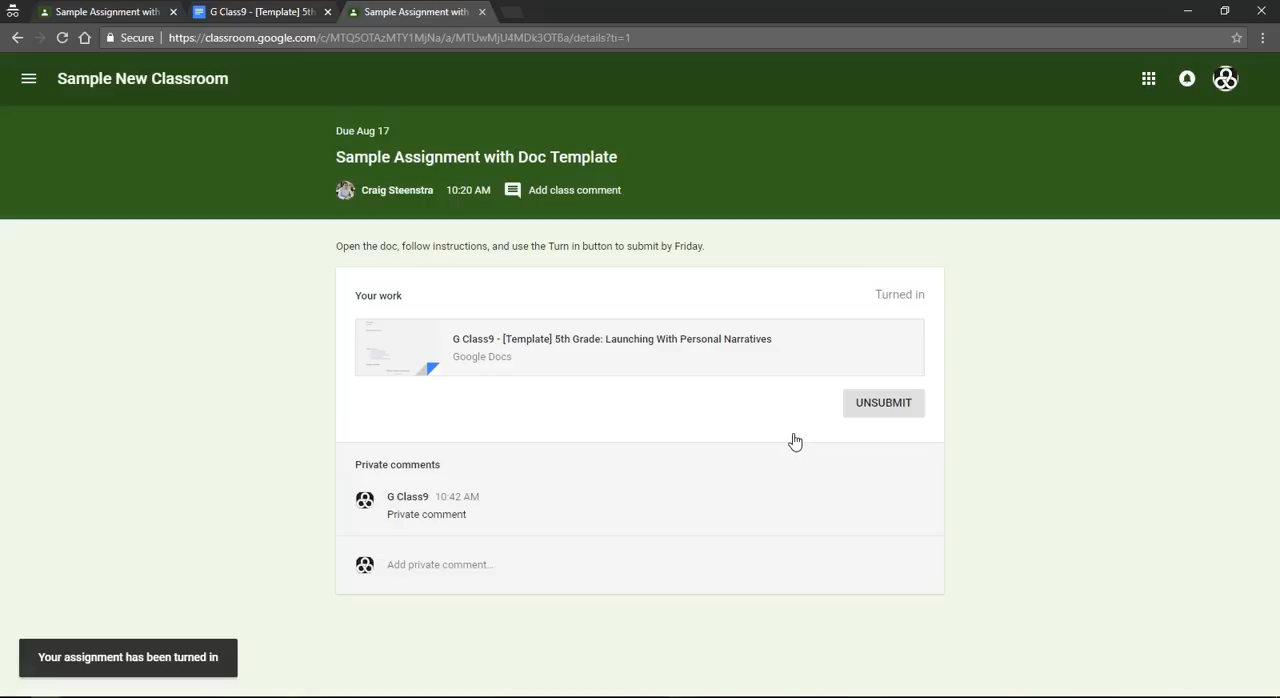 Sample Assignment with
G Class9 - [Template] 5th
Sample Assignment with
Secure
https://classroom.google.com/c/MTQ5OTAzMTY1MjNa/a/MTUwMjU4MDk3OTBa/details?ti=1
Sample New Classroom
Due Aug 17
Sample Assignment with Doc Template
Craig Steenstra 10:20 AM Add class comment
Open the doc, follow instructions, and use the Turn in button to submit by Friday.
Your work Turned in
G Class9 - [Template] 5th Grade: Launching With Personal Narratives
Google Docs
UNSUBMIT
Private comments
G Class9 10:42 AM
Private comment
Add private comment...
Your assignment has been turned in